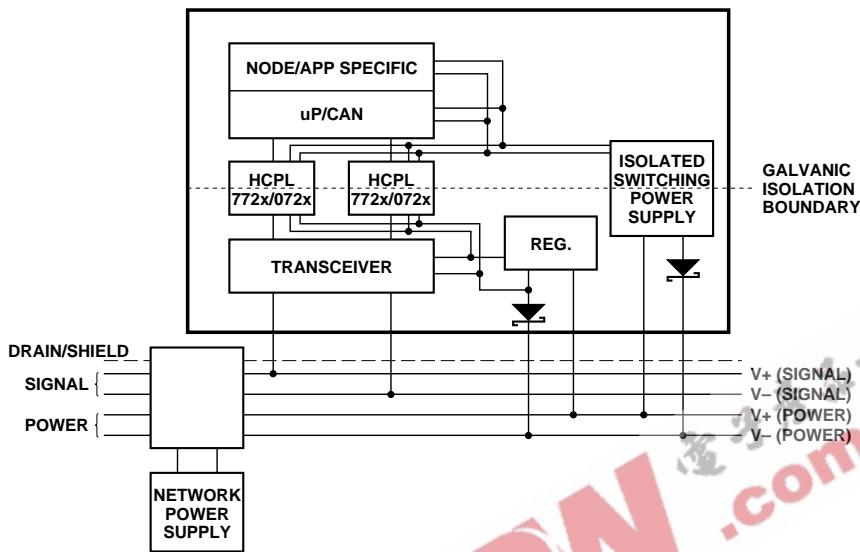 NODE/APP SPECIFIC
uP/CAN
HCPL
772x/072x
HCPL
772x/072x
ISOLATED
SWITCHING
POWER
SUPPLY
GALVANIC
ISOLATION
BOUNDARY
TRANSCEIVER
REG.
DRAIN/SHIELD
SIGNAL
POWER
V+ (SIGNAL)
V– (SIGNAL)
V+ (POWER)
V– (POWER)
NETWORK
POWER
SUPPLY
.com